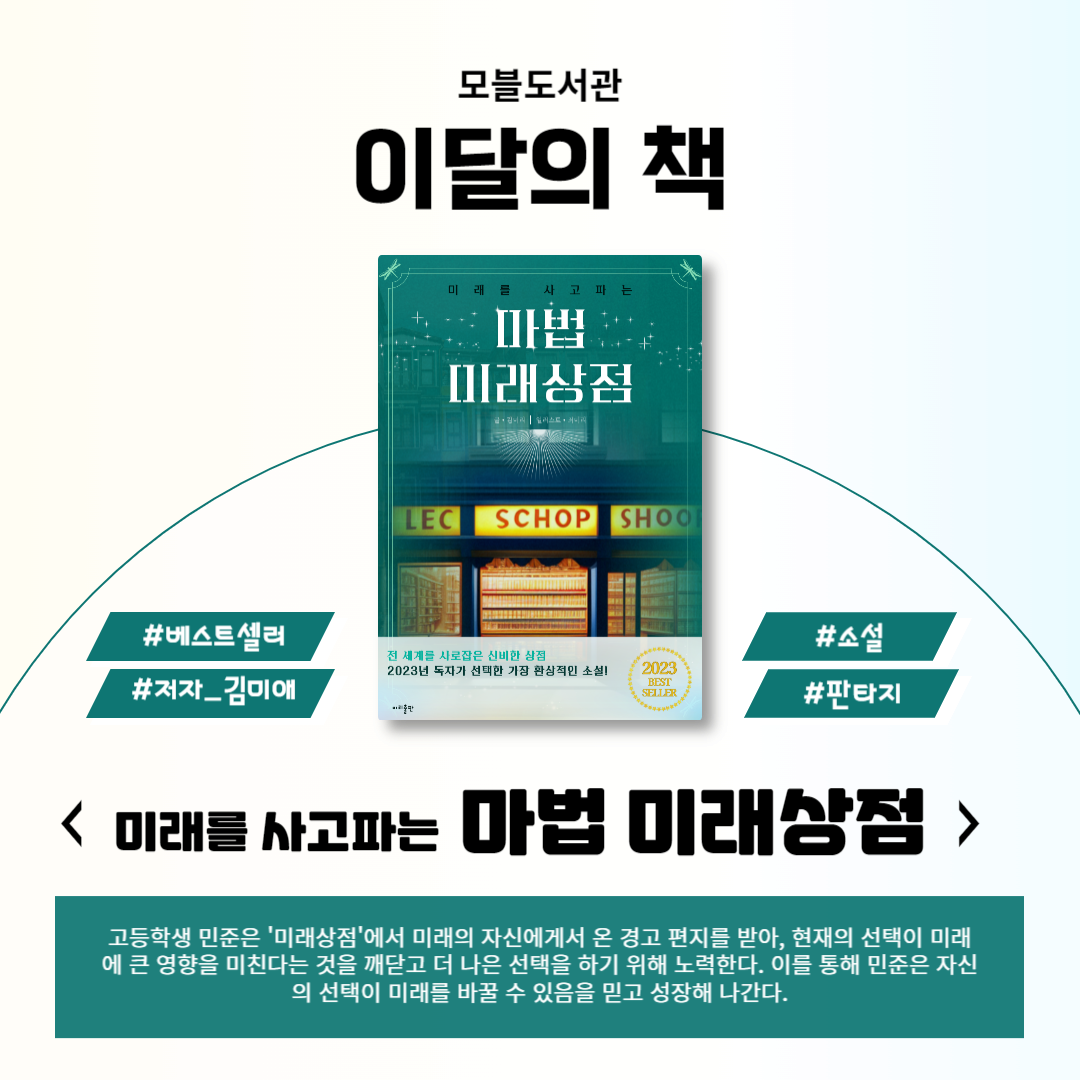 모블도서관
이달의 책
미래를 사고파는
마법
미래상점
LEC SCHOP SHOO
전 세계를 사로잡은 신비한 상점
2023년 독자가 선택한 가장 환상적인 소설!
2023
BEST
SELLER
#베스트셀러
#저자_김미애
#소설
#판타지
< 미래를 사고파는 마법 미래상점 >
고등학생 민준은 '미래상점'에서 미래의 자신에게서 온 경고 편지를 받아, 현재의 선택이 미래
에 큰 영향을 미친다는 것을 깨닫고 더 나은 선택을 하기 위해 노력한다. 이를 통해 민준은 자신
의 선택이 미래를 바꿀 수 있음을 믿고 성장해 나간다.